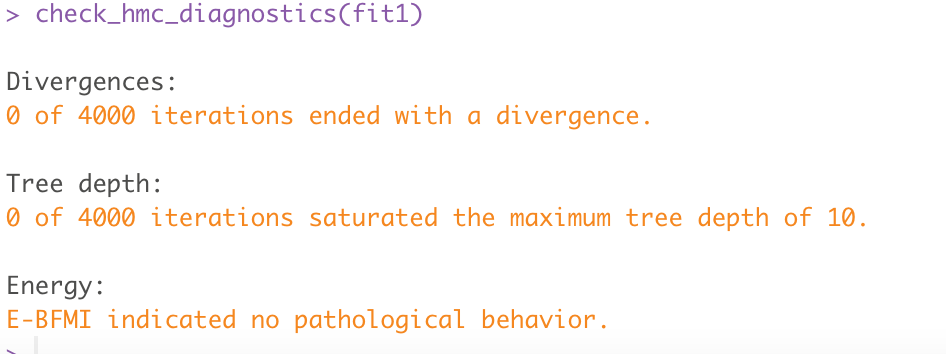 > check_hmc_diagnostics(fit1)
Divergences:
0 of 4000 iterations ended with a divergence.
Tree depth:
0 of 4000 iterations saturated the maximum tree depth of 10.
Energy:
E-BFMI indicated no pathological behavior.
>